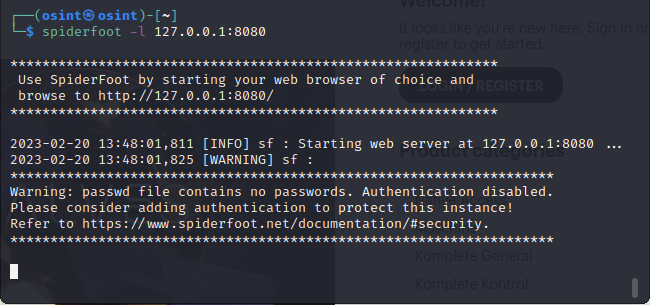 Welcome!
┌──(osint㉿osint)-[~]
It looks like you're new here. Sign in or
└─$ spiderfoot -l 127.0.0.1:8080
register to get started.
*************************************************************
Use SpiderFoot by starting your web browser of choice and
browse to http://127.0.0.1:8080/
LOGIN / REGISTER
*************************************************************
2023-02-20 13:48:01,811 [INFO] sf : Starting web server at 127.0.0.1:8080 ...
Product categories
2023-02-20 13:48:01,825 [WARNING] sf :
********************************************************************
Warning: passwd file contains no passwords. Authentication disabled.
Please consider adding authentication to protect this instance!
Refer to https://www.spiderfoot.net/documentation/#security.
********************************************************************
Komplete General
Komplete Kontrol